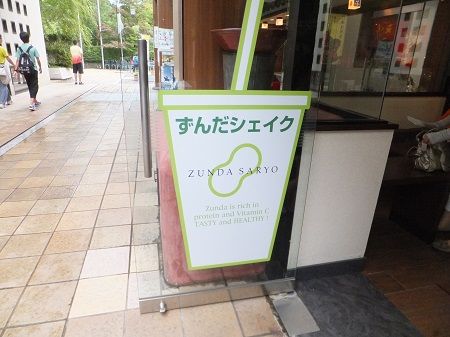 ずんだシェイク
ZUNDA SARYO
Zunda is rich in
protein and Vitamin C
TASTY and HEALTHY !